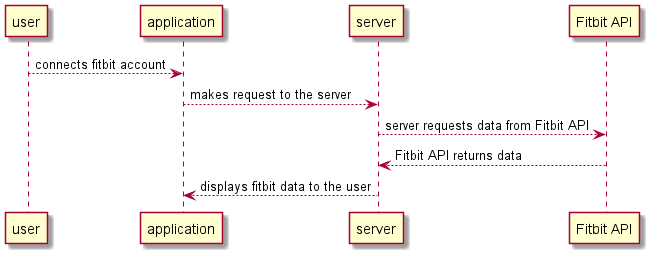 user
application
server
Fitbit API
connects fitbit account
makes request to the server
server requests data from Fitbit API
Fitbit API returns data
displays fitbit data to the user
user
application
server
Fitbit API